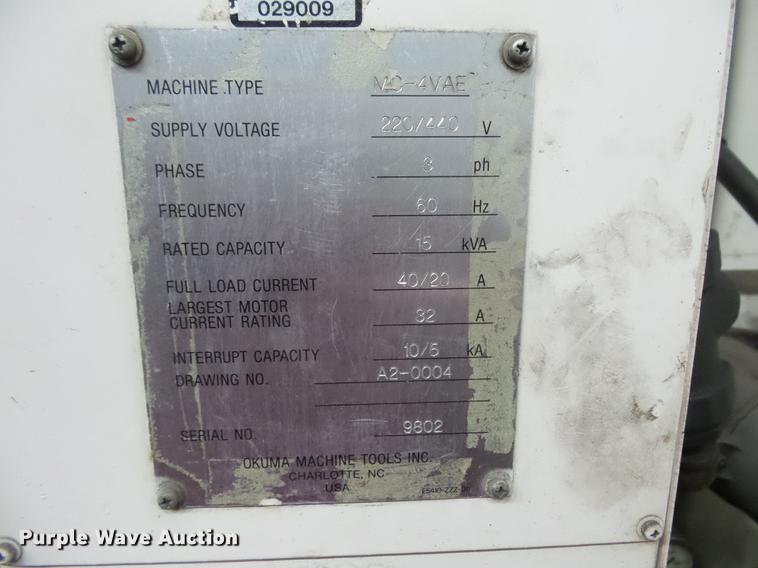 029009
MACHINE TYPE MC-4VAE
SUPPLY VOLTAGE 220/440 V
PHASE 3 ph
FREQUENCY 60 Hz
RATED CAPACITY 15 kVA
FULL LOAD CURRENT 40/20 A
LARGEST MOTOR
CURRENT RATING 32 A
INTERRUPT CAPACITY 10/5 kA
DRAWING NO. A2-0004
SERIAL NO. 9802
OKUMA MACHINE TOOLS INC.
CHARLOTTE, NC
USA
Purple Wave Auction